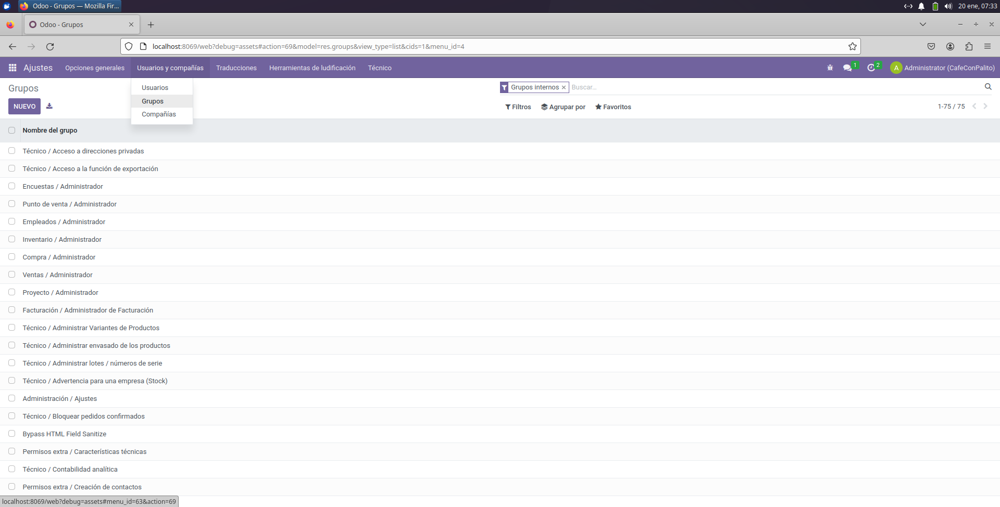 Odoo - Grupos — Mozilla Fir...
20 ene, 07:33
Odoo - Grupos
localhost:8069/web?debug=assets#action=69&model=res.groups&view_type=list&cids=1&menu_id=4
Ajustes Opciones generales Usuarios y compañías Traducciones Herramientas de ludificación Técnico 1 2 A Administrator (CafeConPalito)
Grupos
Usuarios
Grupos
Compañías
Grupos internos Buscar...
NUEVO
Filtros Agrupar por Favoritos 1-75 / 75
Nombre del grupo
Técnico / Acceso a direcciones privadas
Técnico / Acceso a la función de exportación
Encuestas / Administrador
Punto de venta / Administrador
Empleados / Administrador
Inventario / Administrador
Compra / Administrador
Ventas / Administrador
Proyecto / Administrador
Facturación / Administrador de Facturación
Técnico / Administrar Variantes de Productos
Técnico / Administrar envasado de los productos
Técnico / Administrar lotes / números de serie
Técnico / Advertencia para una empresa (Stock)
Administración / Ajustes
Técnico / Bloquear pedidos confirmados
Bypass HTML Field Sanitize
Permisos extra / Características técnicas
Técnico / Contabilidad analítica
Permisos extra / Creación de contactos
localhost:8069/web?debug=assets#menu_id=63&action=69